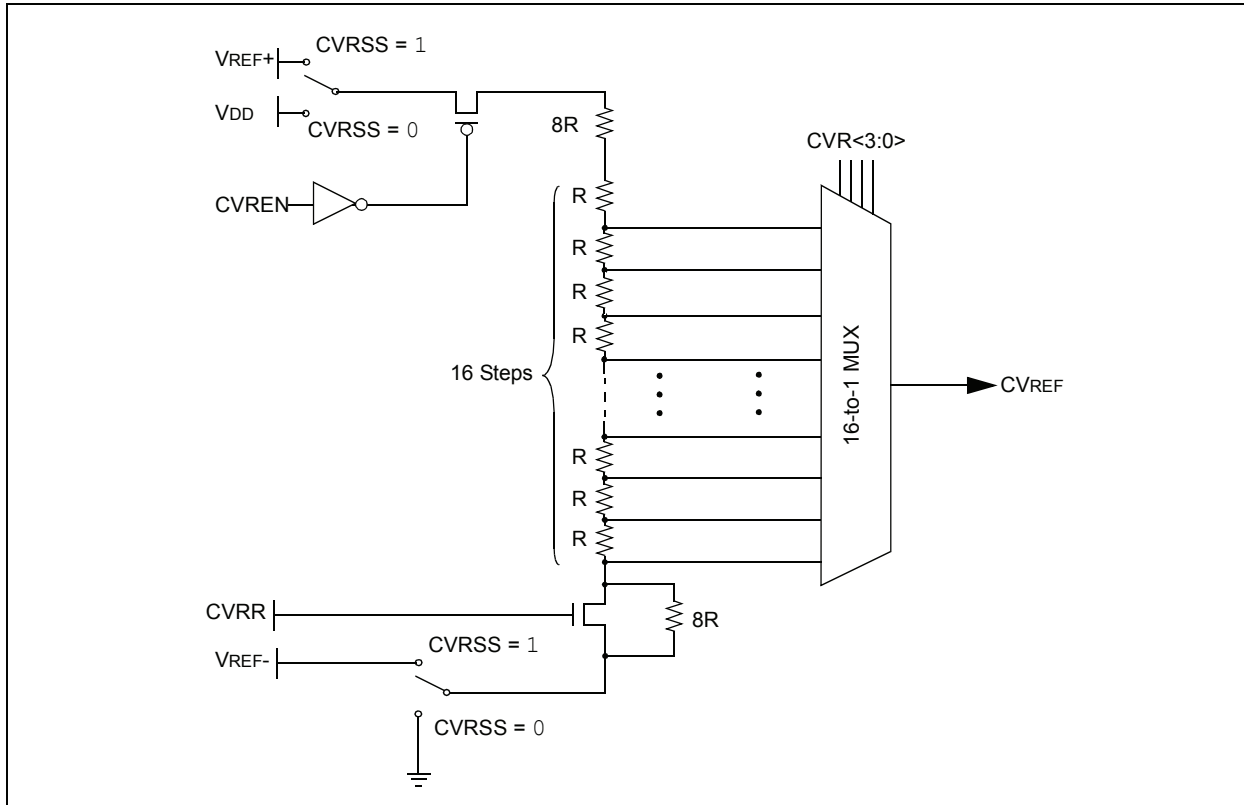 CVRSS = 1
VREF+
VDD
CVRSS = 0
8R
CVR<3:0>
CVREN
R
R
R
R
16 Steps
16-to-1 MUX
CVREF
R
R
R
CVRR
8R
CVRSS = 1
VREF-
CVRSS = 0